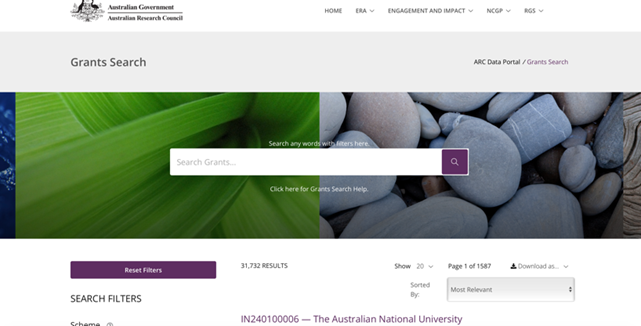 Australian Government
Australian Research Council
HOME ERA ENGAGEMENT AND IMPACT NCGP RGS
Grants Search
ARC Data Portal / Grants Search
Search any words with filters here.
Search Grants...
Click here for Grants Search Help.
Reset Filters
31,732 RESULTS
Show 20
Page 1 of 1587
Download as...
Sorted By:
Most Relevant
SEARCH FILTERS
Scheme
IN240100006 — The Australian National University